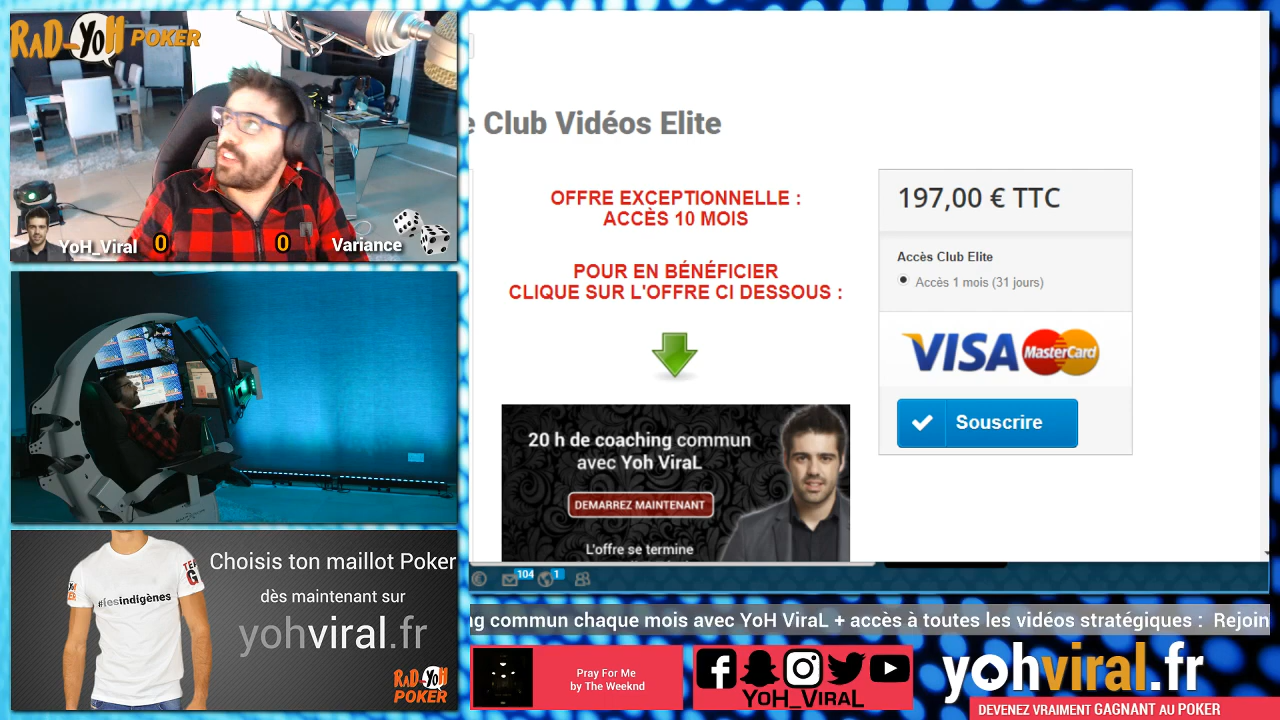 RaD-YoH POKER
YoH_Viral 0 0 Variance
Choisis ton maillot Poker
dès maintenant sur
yohviral.fr
#lesindigènes
RaD-YoH
POKER
e Club Vidéos Elite
OFFRE EXCEPTIONNELLE :
ACCÈS 10 MOIS
POUR EN BÉNÉFICIER
CLIQUE SUR L'OFFRE CI DESSOUS :
20 h de coaching commun
avec Yoh ViraL
DEMARREZ MAINTENANT
L'offre se termine
197,00 € TTC
Accès Club Elite
Accès 1 mois (31 jours)
VISA MasterCard
Souscrire
104 1
ng commun chaque mois avec YoH ViraL + accès à toutes les vidéos stratégiques : Rejoin
Pray For Me
by The Weeknd
YoH_ViraL
yohviral.fr
DEVENEZ VRAIMENT GAGNANT AU POKER